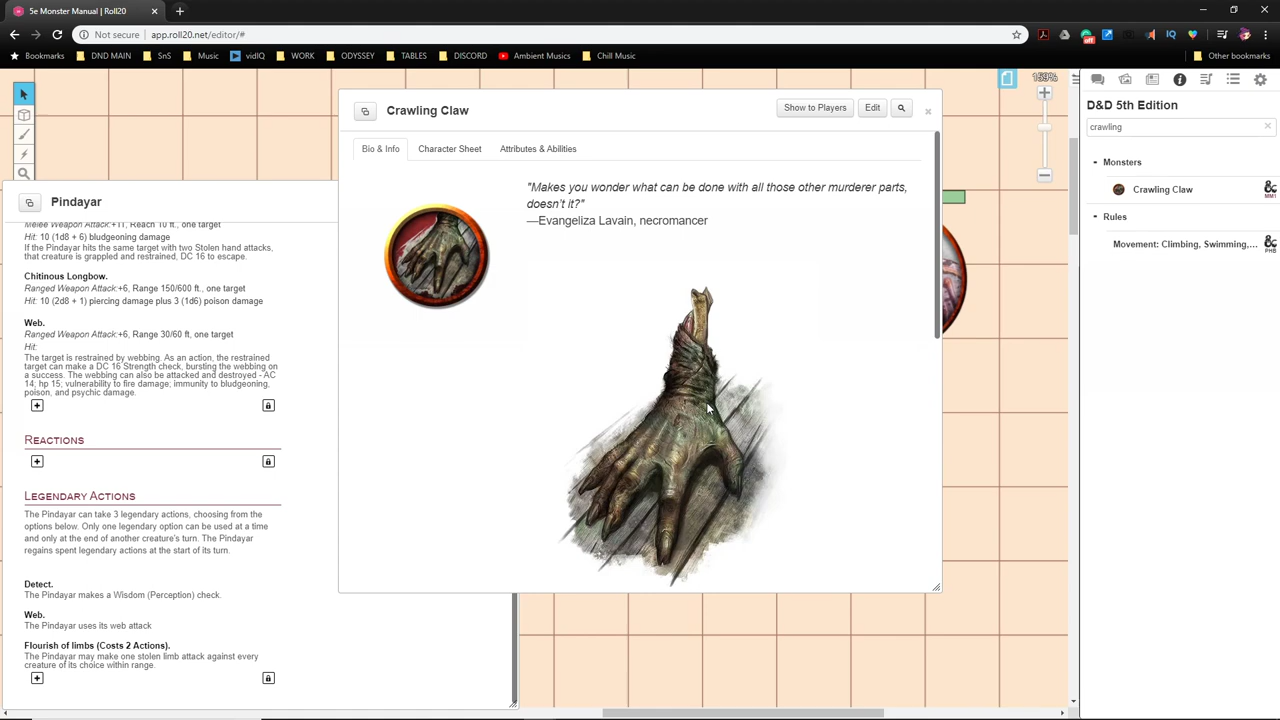 5e Monster Manual | Roll20
app.roll20.net/editor/#
Bookmarks DND MAIN SnS Music vidIQ WORK ODYSSEY TABLES DISCORD Ambient Musics Chill Music Other bookmarks
159%
D&D 5th Edition
crawling
Monsters
Crawling Claw
MM1
Rules
Movement: Climbing, Swimming,...
PHB
Crawling Claw
Show to Players Edit
Bio & Info Character Sheet Attributes & Abilities
"Makes you wonder what can be done with all those other murderer parts,
doesn't it?"
—Evangeliza Lavain, necromancer
Pindayar
Melee Weapon Attack:+11, Reach 10 ft., one target
Hit: 10 (1d8 + 6) bludgeoning damage
If the Pindayar hits the same target with two Stolen hand attacks,
that creature is grappled and restrained, DC 16 to escape.
Chitinous Longbow.
Ranged Weapon Attack:+6, Range 150/600 ft., one target
Hit: 10 (2d8 + 1) piercing damage plus 3 (1d6) poison damage
Web.
Ranged Weapon Attack:+6, Range 30/60 ft, one target
Hit:
The target is restrained by webbing. As an action, the restrained
target can make a DC 16 Strength check, bursting the webbing on
a success. The webbing can also be attacked and destroyed - AC
14; hp 15; vulnerability to fire damage; immunity to bludgeoning,
poison, and psychic damage.
Reactions
Legendary Actions
The Pindayar can take 3 legendary actions, choosing from the
options below. Only one legendary option can be used at a time
and only at the end of another creature's turn. The Pindayar
regains spent legendary actions at the start of its turn.
Detect.
The Pindayar makes a Wisdom (Perception) check.
Web.
The Pindayar uses its web attack
Flourish of limbs (Costs 2 Actions).
The Pindayar may make one stolen limb attack against every
creature of its choice within range.